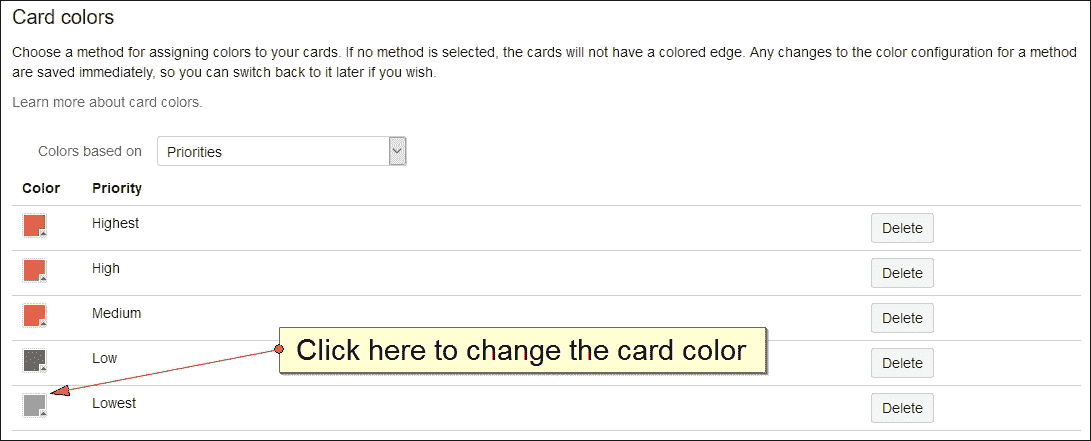 Card colors
Choose a method for assigning colors to your cards. If no method is selected, the cards will not have a colored edge. Any changes to the color configuration for a method
are saved immediately, so you can switch back to it later if you wish.
Learn more about card colors.
Colors based on Priorities
Color Priority
Highest Delete
High Delete
Medium Delete
Click here to change the card color
Low Delete
Lowest Delete